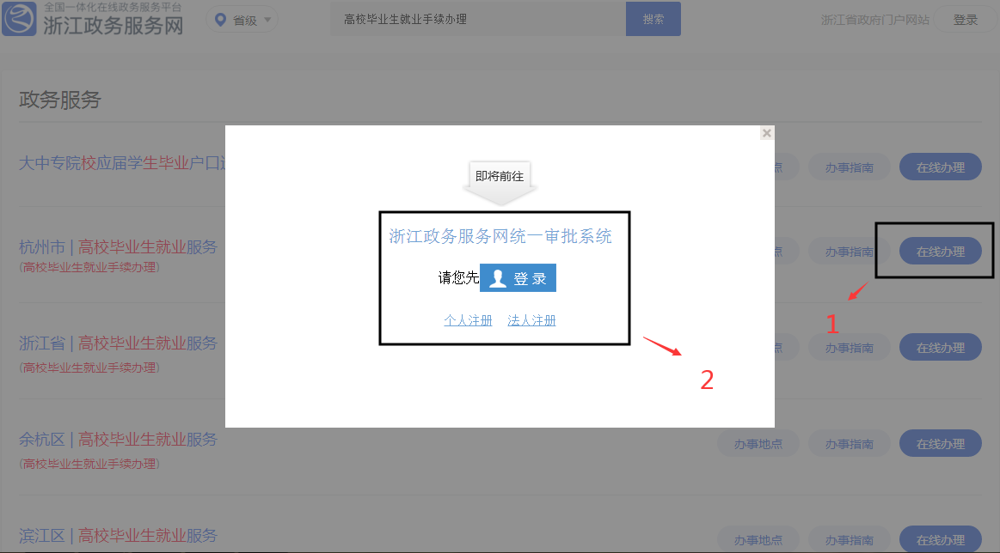 全国一体化在线政务服务平台
浙江政务服务网
省级
高校毕业生就业手续办理
搜索
浙江省政府门户网站
登录
政务服务
大中专院校应届学生毕业户口
点
办事指南
在线办理
即将前往
浙江政务服务网统一审批系统
请您先 登 录
个人注册 法人注册
杭州市 | 高校毕业生就业服务
(高校毕业生就业手续办理)
点
办事指南
在线办理
1
浙江省 | 高校毕业生就业服务
(高校毕业生就业手续办理)
点
办事指南
在线办理
2
余杭区 | 高校毕业生就业服务
(高校毕业生就业手续办理)
办事地点
办事指南
在线办理
滨江区 | 高校毕业生就业服务
办事地点
办事指南
在线办理